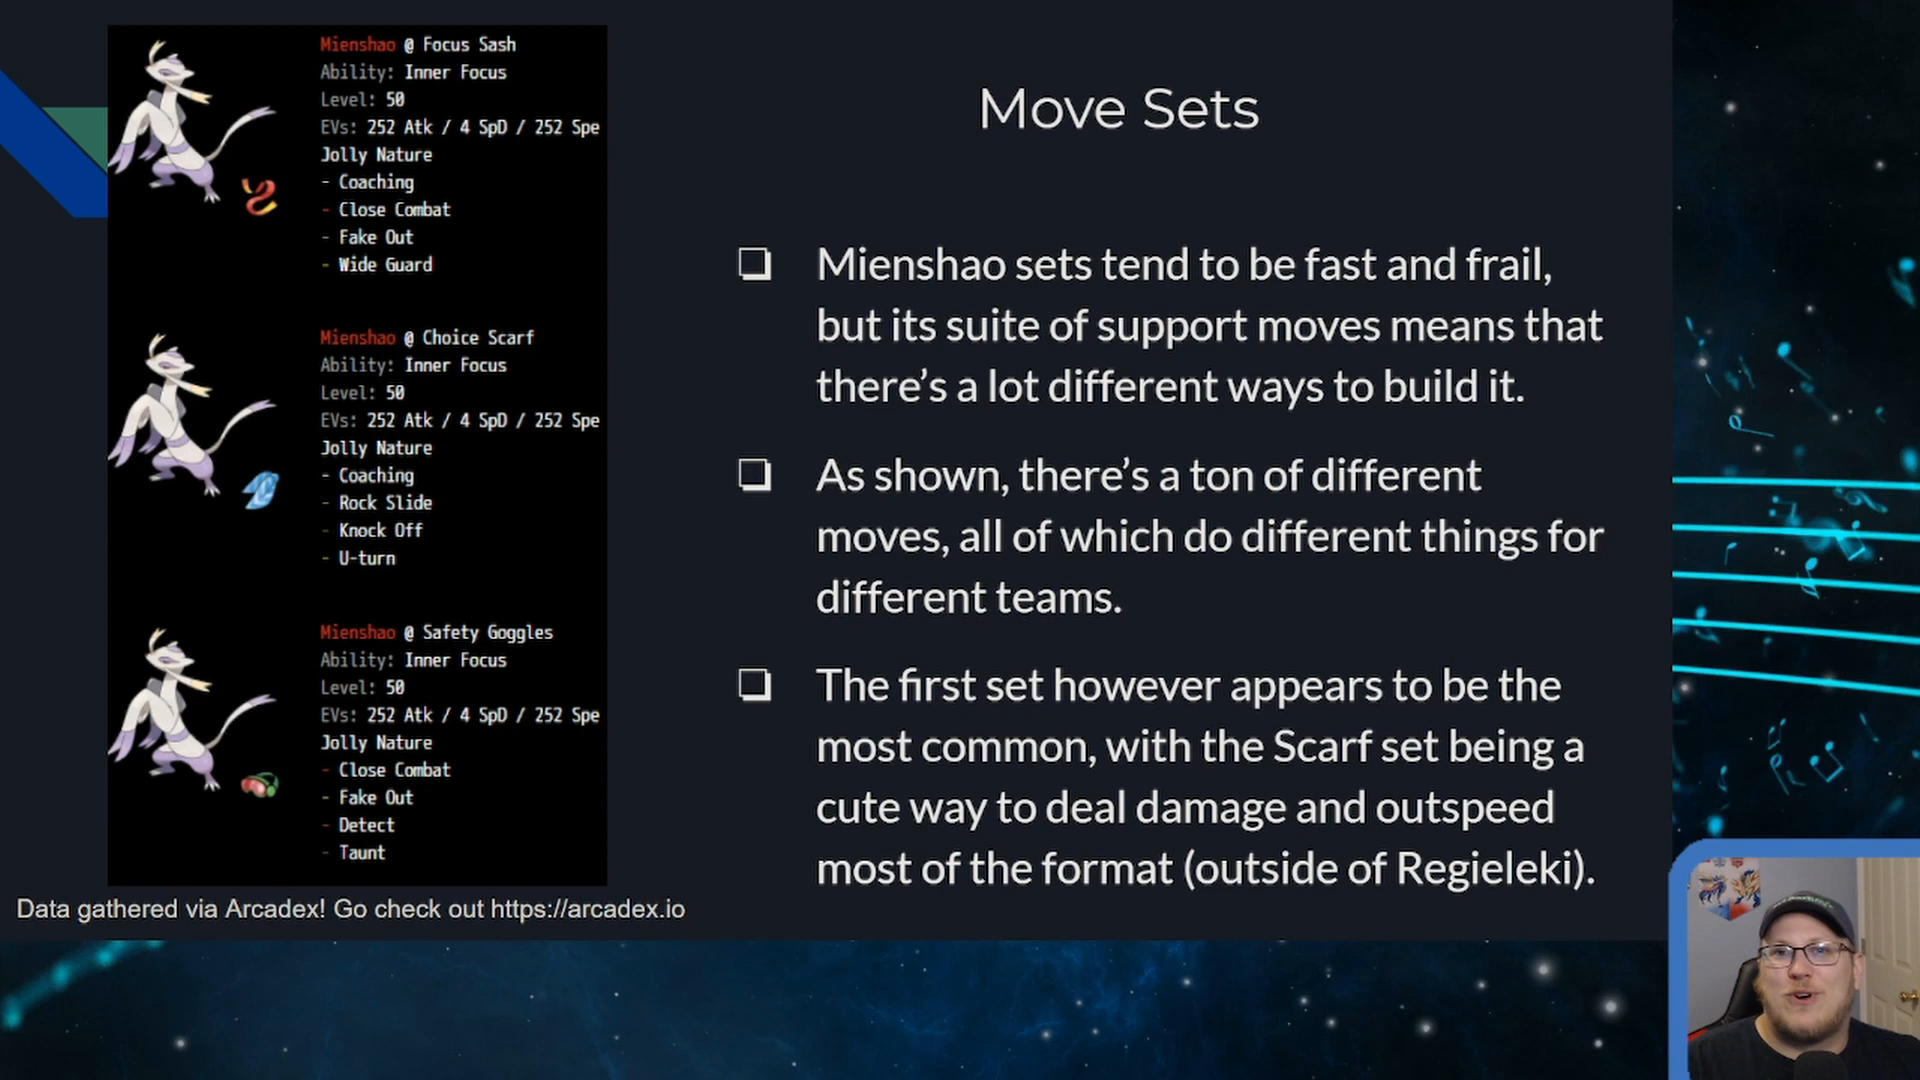 Mienshao @ Focus Sash
Ability: Inner Focus
Level: 50
EVs: 252 Atk / 4 SpD / 252 Spe
Jolly Nature
- Coaching
- Close Combat
- Fake Out
- Wide Guard
Mienshao @ Choice Scarf
Ability: Inner Focus
Level: 50
EVs: 252 Atk / 4 SpD / 252 Spe
Jolly Nature
- Coaching
- Rock Slide
- Knock Off
- U-turn
Mienshao @ Safety Goggles
Ability: Inner Focus
Level: 50
EVs: 252 Atk / 4 SpD / 252 Spe
Jolly Nature
- Close Combat
- Fake Out
- Detect
- Taunt
Data gathered via Arcadex! Go check out https://arcadex.io
Move Sets
Mienshao sets tend to be fast and frail,
but its suite of support moves means that
there’s a lot different ways to build it.
As shown, there’s a ton of different
moves, all of which do different things for
different teams.
The first set however appears to be the
most common, with the Scarf set being a
cute way to deal damage and outspeed
most of the format (outside of Regieleki).